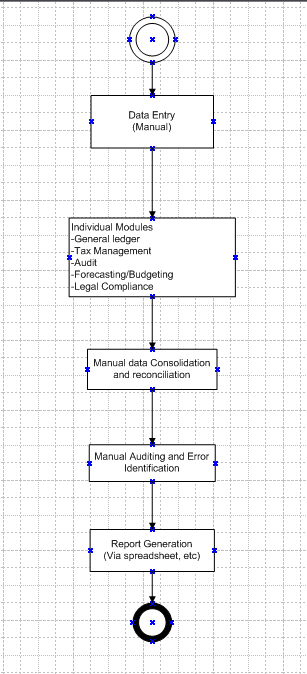 Data Entry
(Manual)
Individual Modules
-General ledger
-Tax Management
-Audit
-Forecasting/Budgeting
-Legal Compliance
Manual data Consolidation
and reconciliation
Manual Auditing and Error
Identification
Report Generation
(Via spreadsheet, etc)